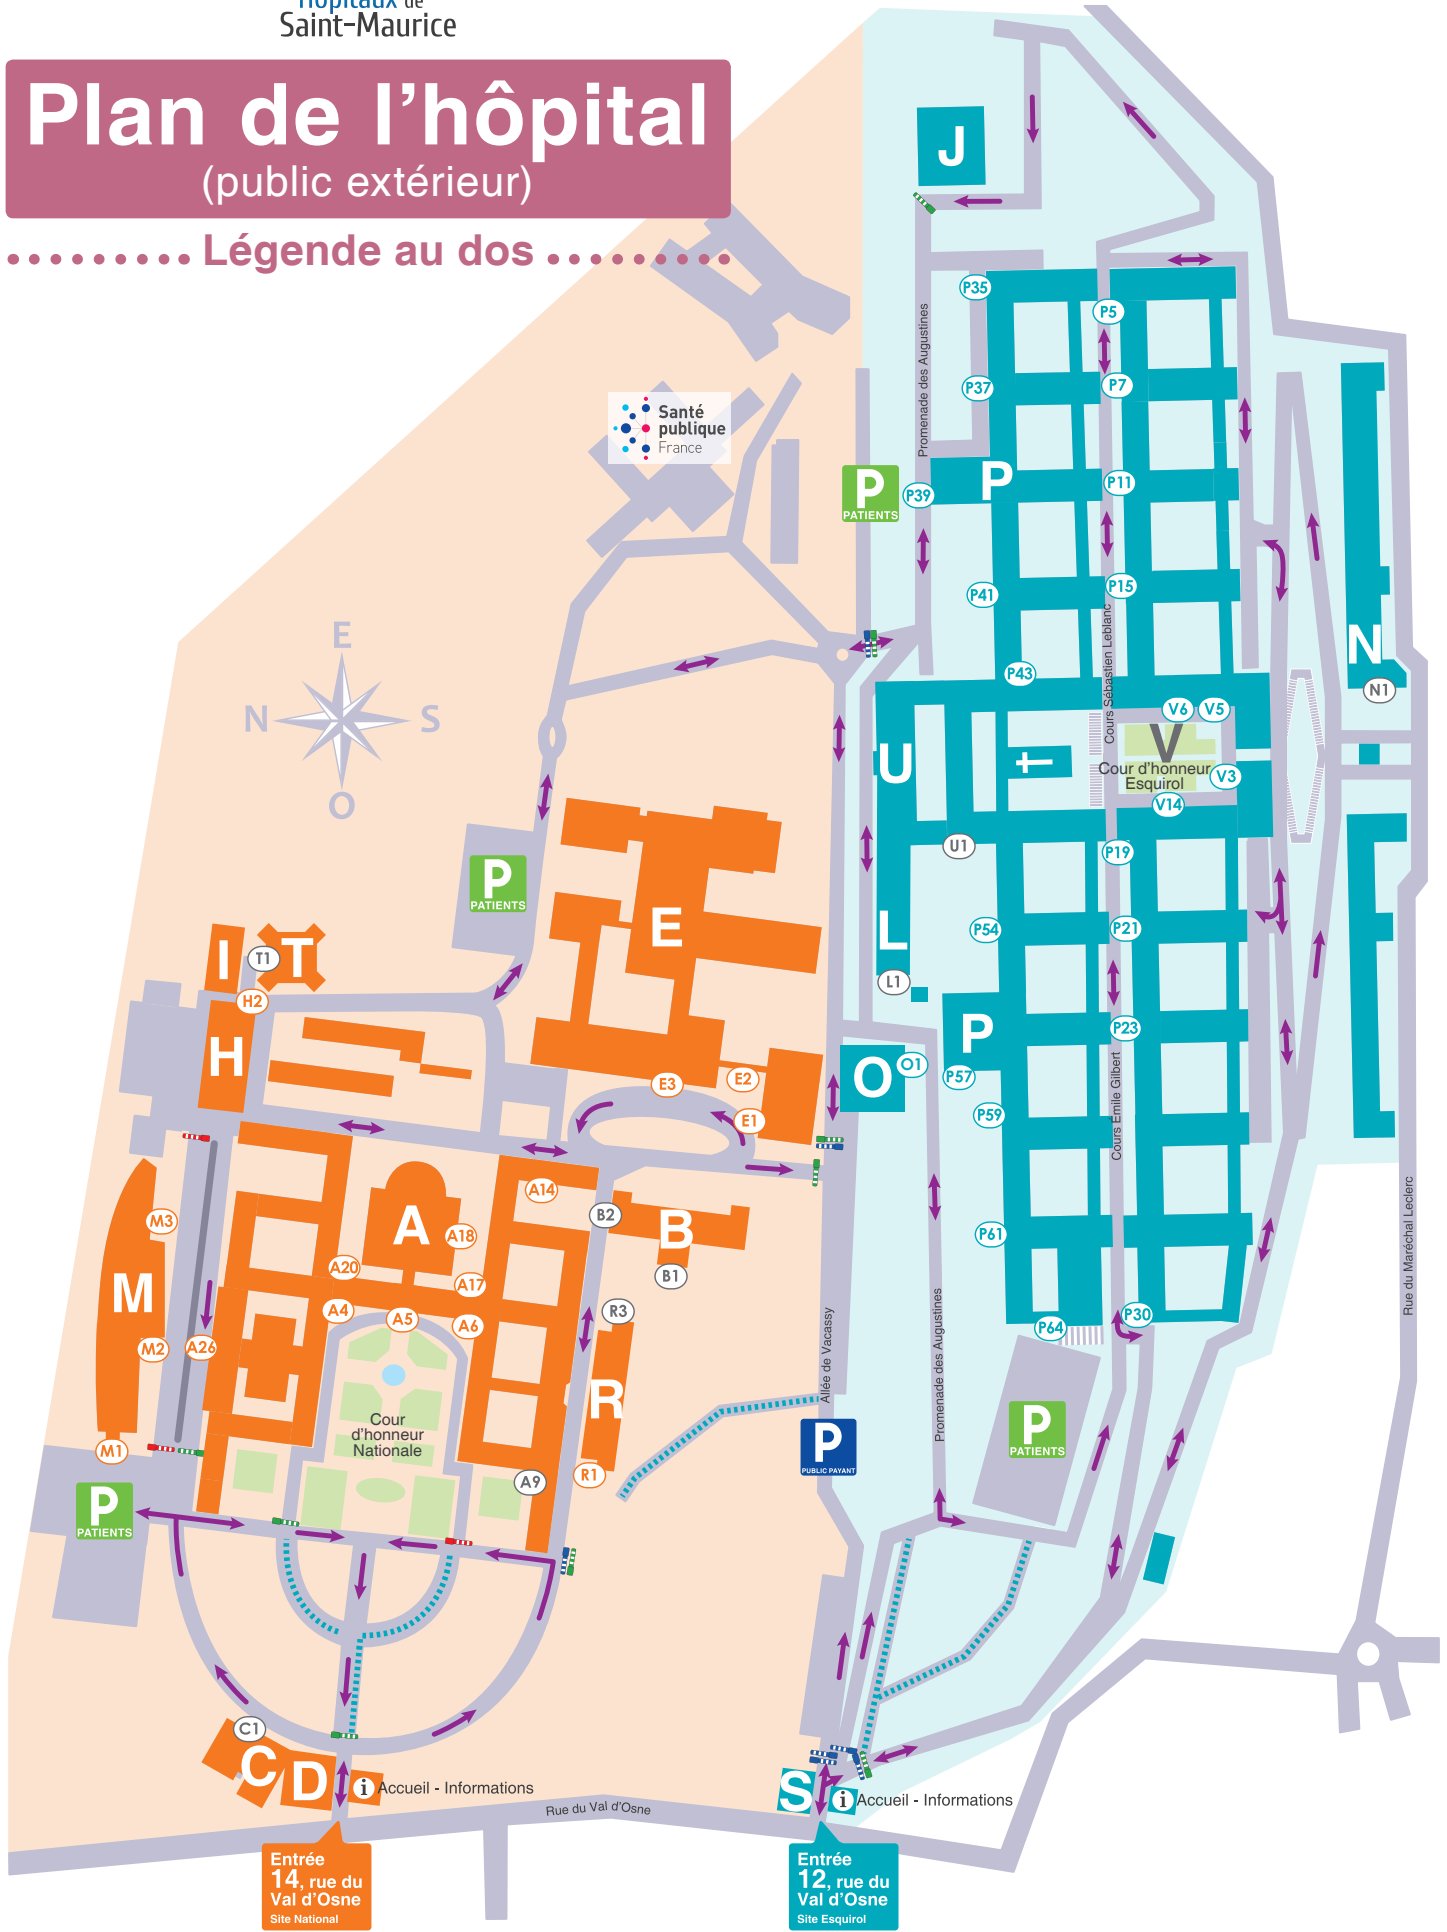 Hôpitaux de
Saint-Maurice
Plan de l'hôpital
(public extérieur)
Légende au dos
J
P35
P5
Promenade des Augustines
P37
P7
Santé
publique
France
P
PATIENTS
P39
P
P11
P41
P15
Cours Sébastien Leblanc
N
N1
E
N
S
O
P43
V6
V5
U
V
Cour d'honneur
Esquirol
V3
V14
U1
P19
P
PATIENTS
E
L
P54
P21
L1
I
T1
T
H2
H
P
P23
O
O1
P57
E3
E2
E1
P59
Cours Emile Gilbert
A14
B2
B
B1
M3
A
A18
A20
A17
M
A4
A5
A6
R3
P61
P64
P30
M2
A26
Rue du Maréchal Leclerc
Allée de Vacassy
Promenade des Augustines
R
Cour
d'honneur
Nationale
M1
A9
R1
P
PUBLIC PAYANT
P
PATIENTS
P
PATIENTS
C1
C
D
i
Accueil - Informations
S
i
Accueil - Informations
Rue du Val d'Osne
Entrée
14, rue du
Val d'Osne
Site National
Entrée
12, rue du
Val d'Osne
Site Esquirol